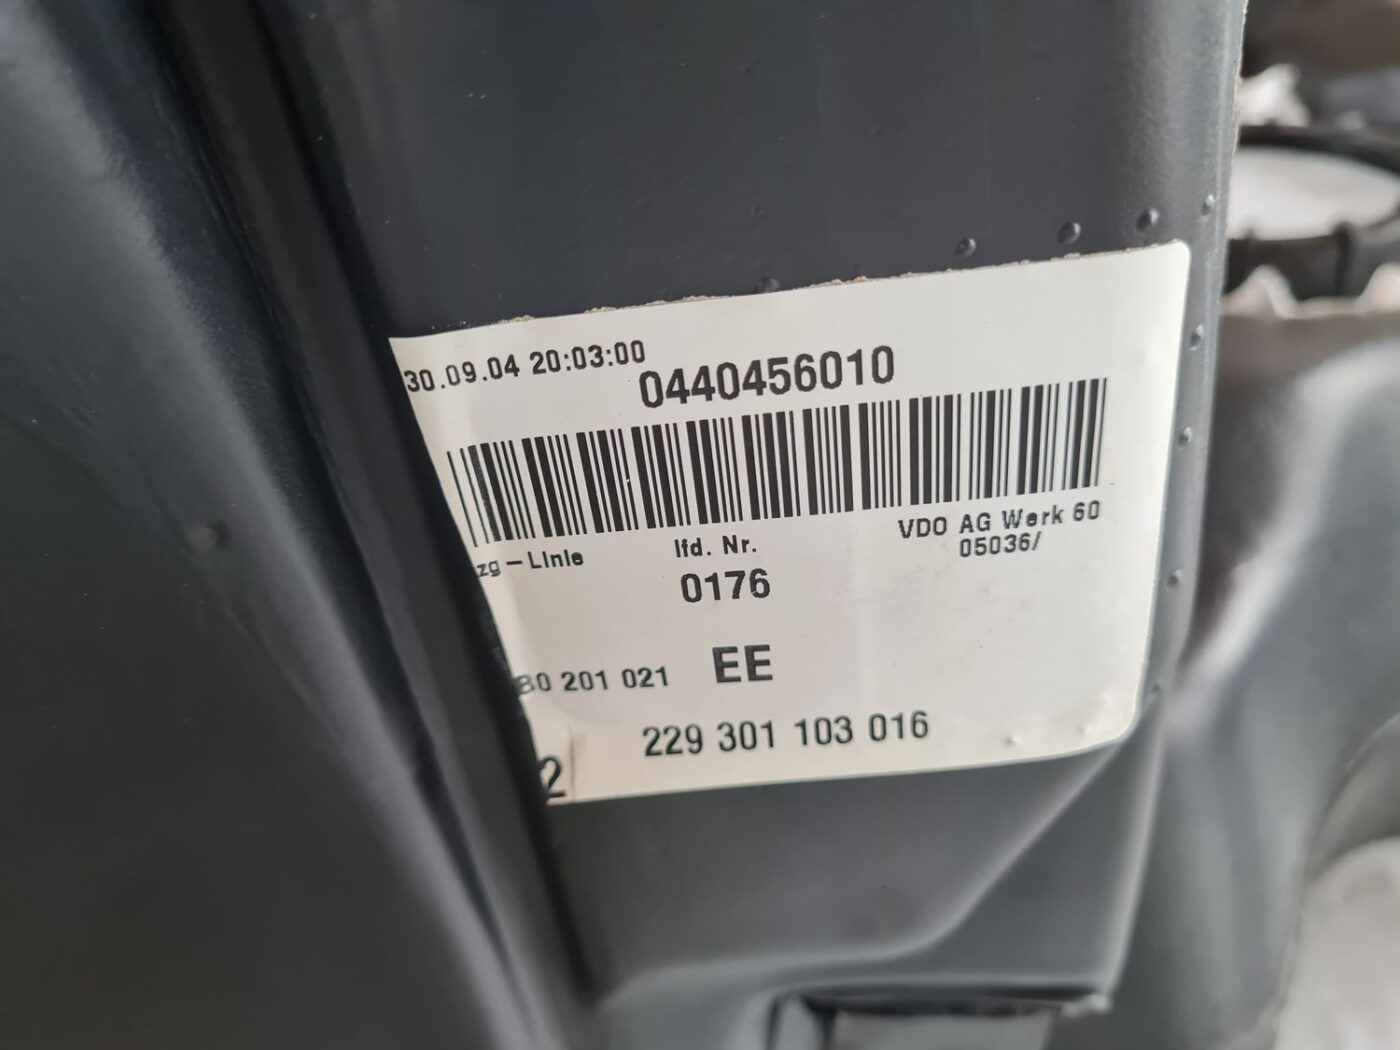 30.09.04 20:03:00 0440456010
zg-Linie lfd. Nr. VDO AG Werk 60
0176 05036/
B0 201 021 EE
229 301 103 016
2